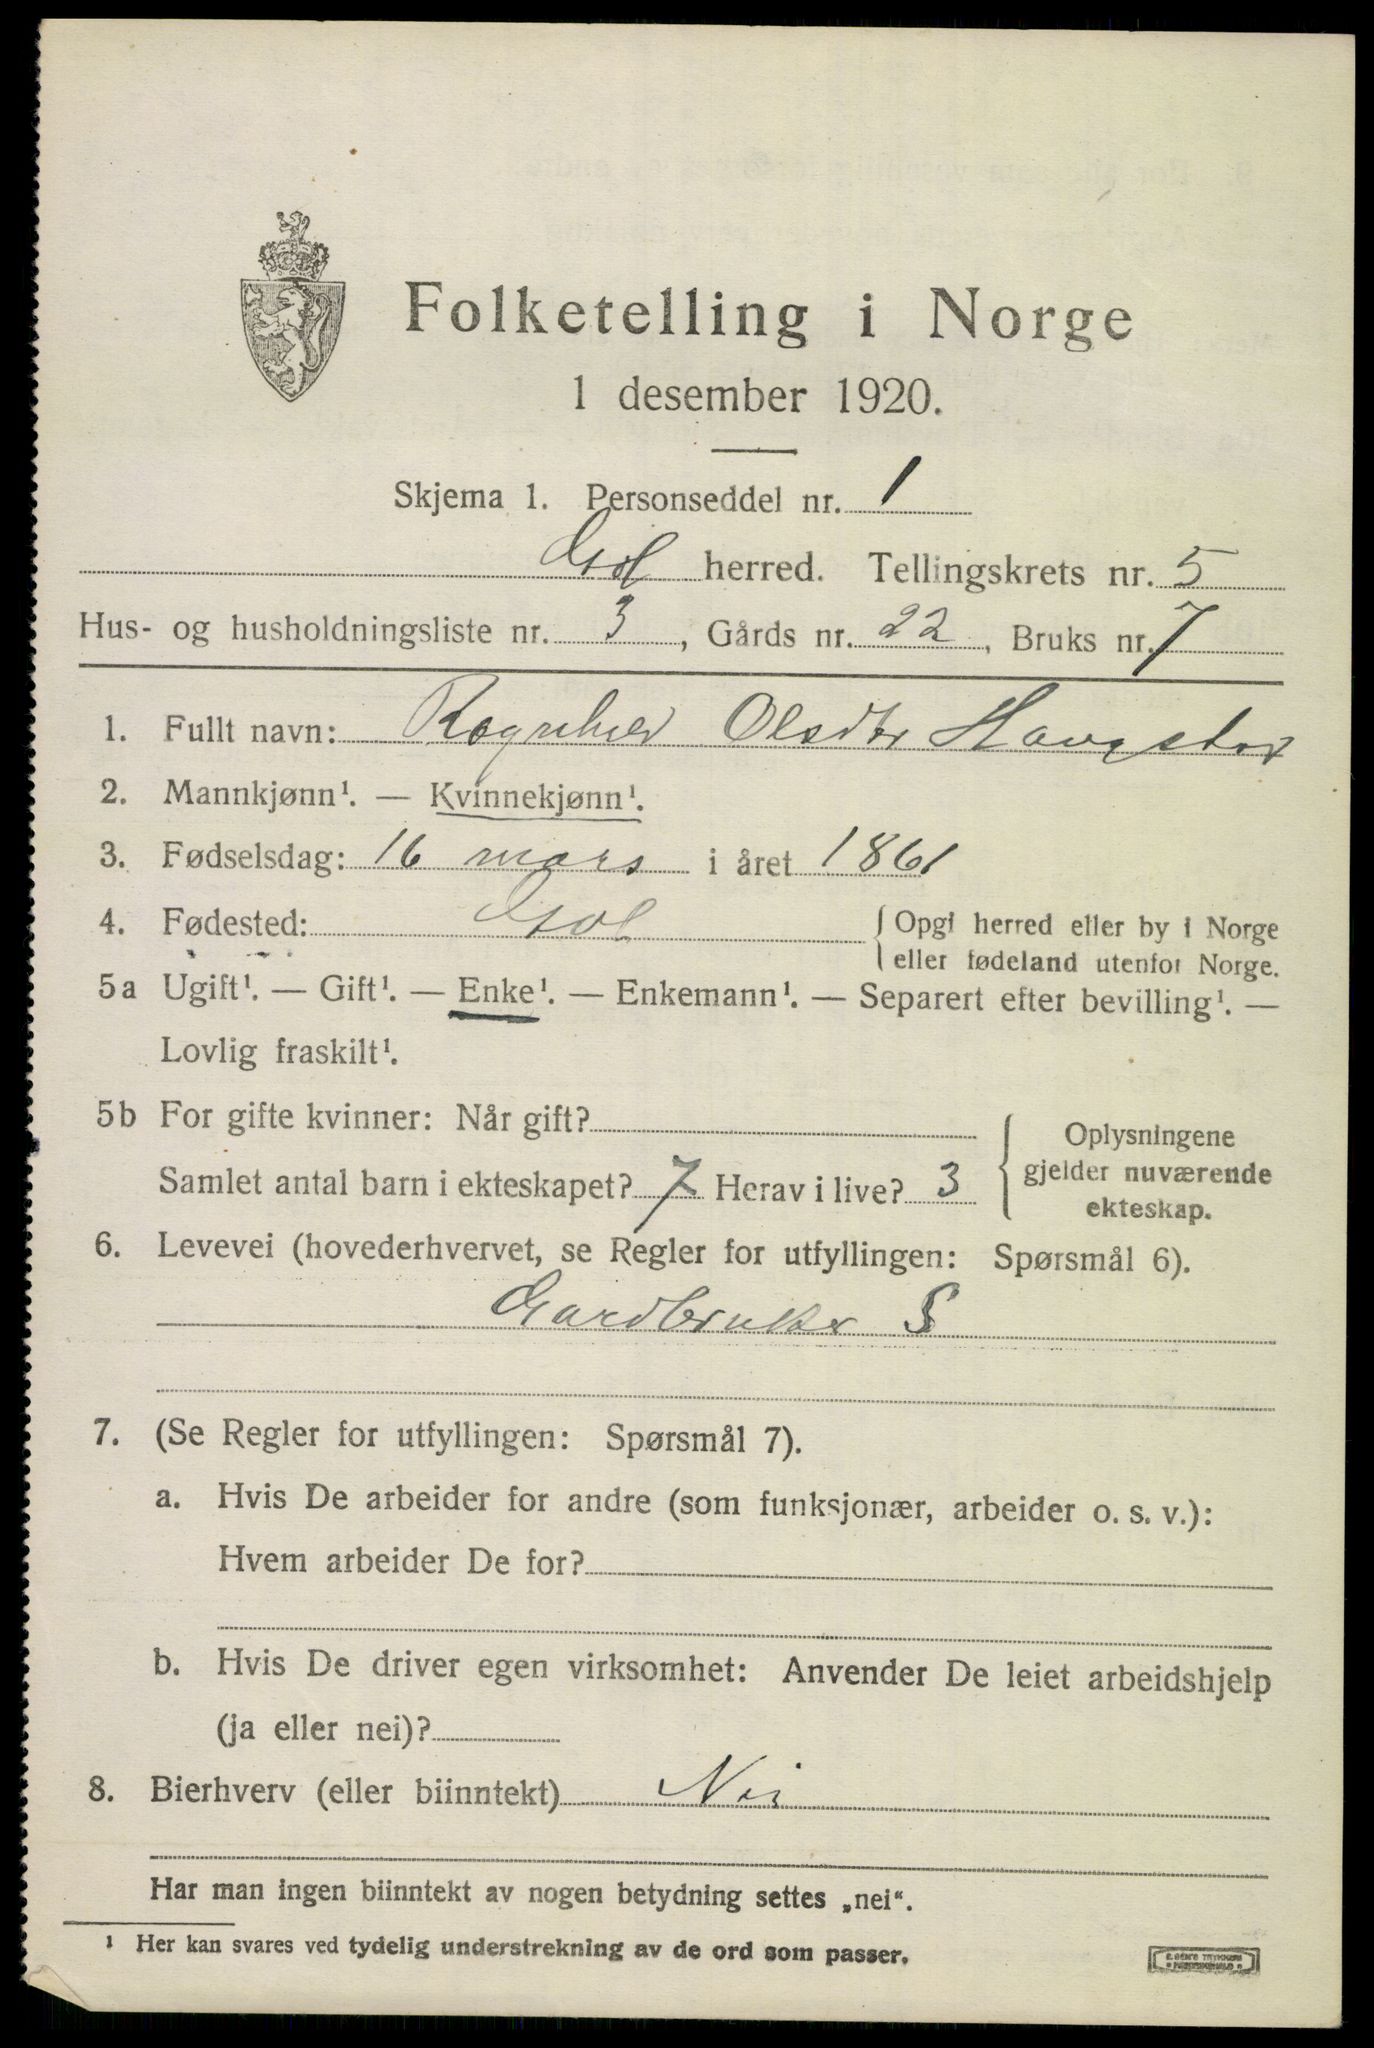 Folketelling i Norge
1 desember 1920.
Skjema 1. Personseddel nr. 1
Gol herred. Tellingskrets nr. 5
Hus- og husholdningsliste nr. 3, Gårds nr. 22, Bruks nr. 7
1. Fullt navn: Ragnhild Olsdtr
2. Mannkjønn¹. — Kvinnekjønn¹.
3. Fødselsdag: 16 mars i året 1861
4. Fødested: Gol {Opgi herred eller by i Norge
eller fødeland utenfor Norge.
5a Ugift¹. — Gift¹. — Enke¹. — Enkemann¹. — Separert efter bevilling¹. —
Lovlig fraskilt¹.
5b For gifte kvinner: Når gift?
Samlet antal barn i ekteskapet? 7 Herav i live? 3
Oplysningene
gjelder nuværende
ekteskap.
6. Levevei (hovederhvervet, se Regler for utfyllingen: Spørsmål 6).
Gardbruker S
7. (Se Regler for utfyllingen: Spørsmål 7).
a. Hvis De arbeider for andre (som funksjonær, arbeider o. s. v.):
Hvem arbeider De for?
b. Hvis De driver egen virksomhet: Anvender De leiet arbeidshjelp
(ja eller nei)?
8. Bierhverv (eller biinntekt) Nei
Har man ingen biinntekt av nogen betydning settes „nei“.
¹ Her kan svares ved tydelig understrekning av de ord som passer.